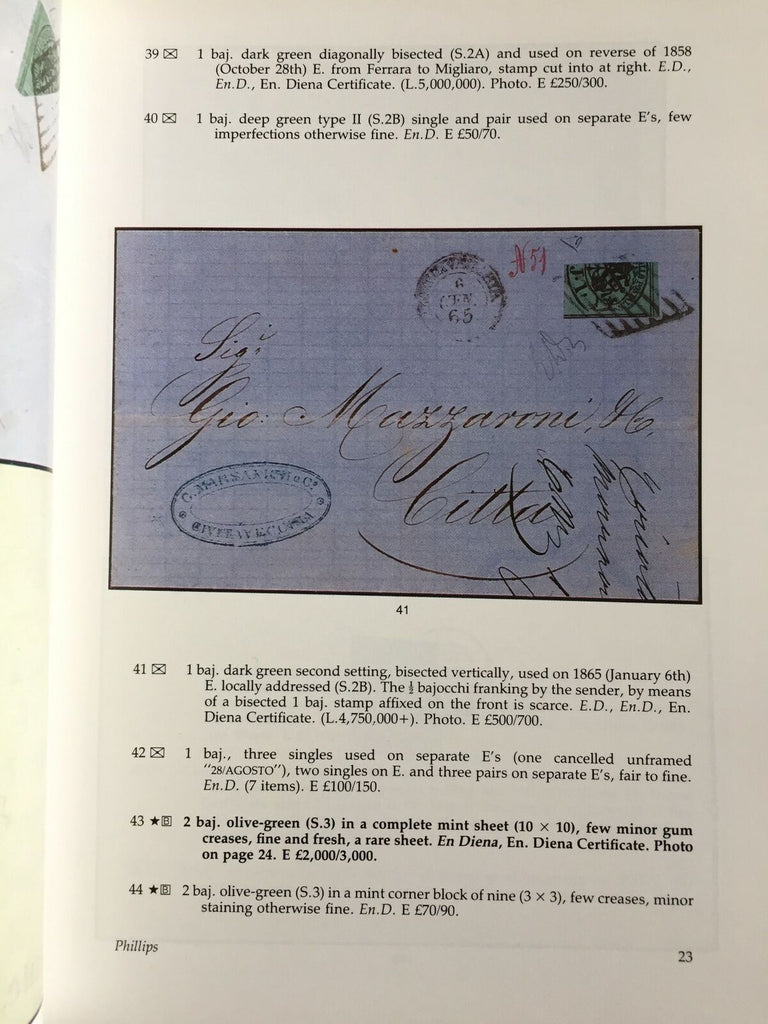 39 ✉ 1 baj. dark green diagonally bisected (S.2A) and used on reverse of 1858
(October 28th) E. from Ferrara to Migliaro, stamp cut into at right. E.D.,
En.D., En. Diena Certificate. (L.5,000,000). Photo. E £250/300.
40 ✉ 1 baj. deep green type II (S.2B) single and pair used on separate E's, few
imperfections otherwise fine. En.D. E £50/70.
6
GEN.
65
N 51
Sig.i
Gio. Mazzaroni, & C.
Città
C. MARSANICH & Co.
CIVITAVECCHIA
41
41 ✉ 1 baj. dark green second setting, bisected vertically, used on 1865 (January 6th)
E. locally addressed (S.2B). The ½ bajocchi franking by the sender, by means
of a bisected 1 baj. stamp affixed on the front is scarce. E.D., En.D., En.
Diena Certificate. (L.4,750,000+). Photo. E £500/700.
42 ✉ 1 baj., three singles used on separate E's (one cancelled unframed
"28/AGOSTO"), two singles on E. and three pairs on separate E's, fair to fine.
En.D. (7 items). E £100/150.
43 ★🄱 2 baj. olive-green (S.3) in a complete mint sheet (10 × 10), few minor gum
creases, fine and fresh, a rare sheet. En Diena, En. Diena Certificate. Photo
on page 24. E £2,000/3,000.
44 ★🄱 2 baj. olive-green (S.3) in a mint corner block of nine (3 × 3), few creases, minor
staining otherwise fine. En.D. E £70/90.
Phillips
23